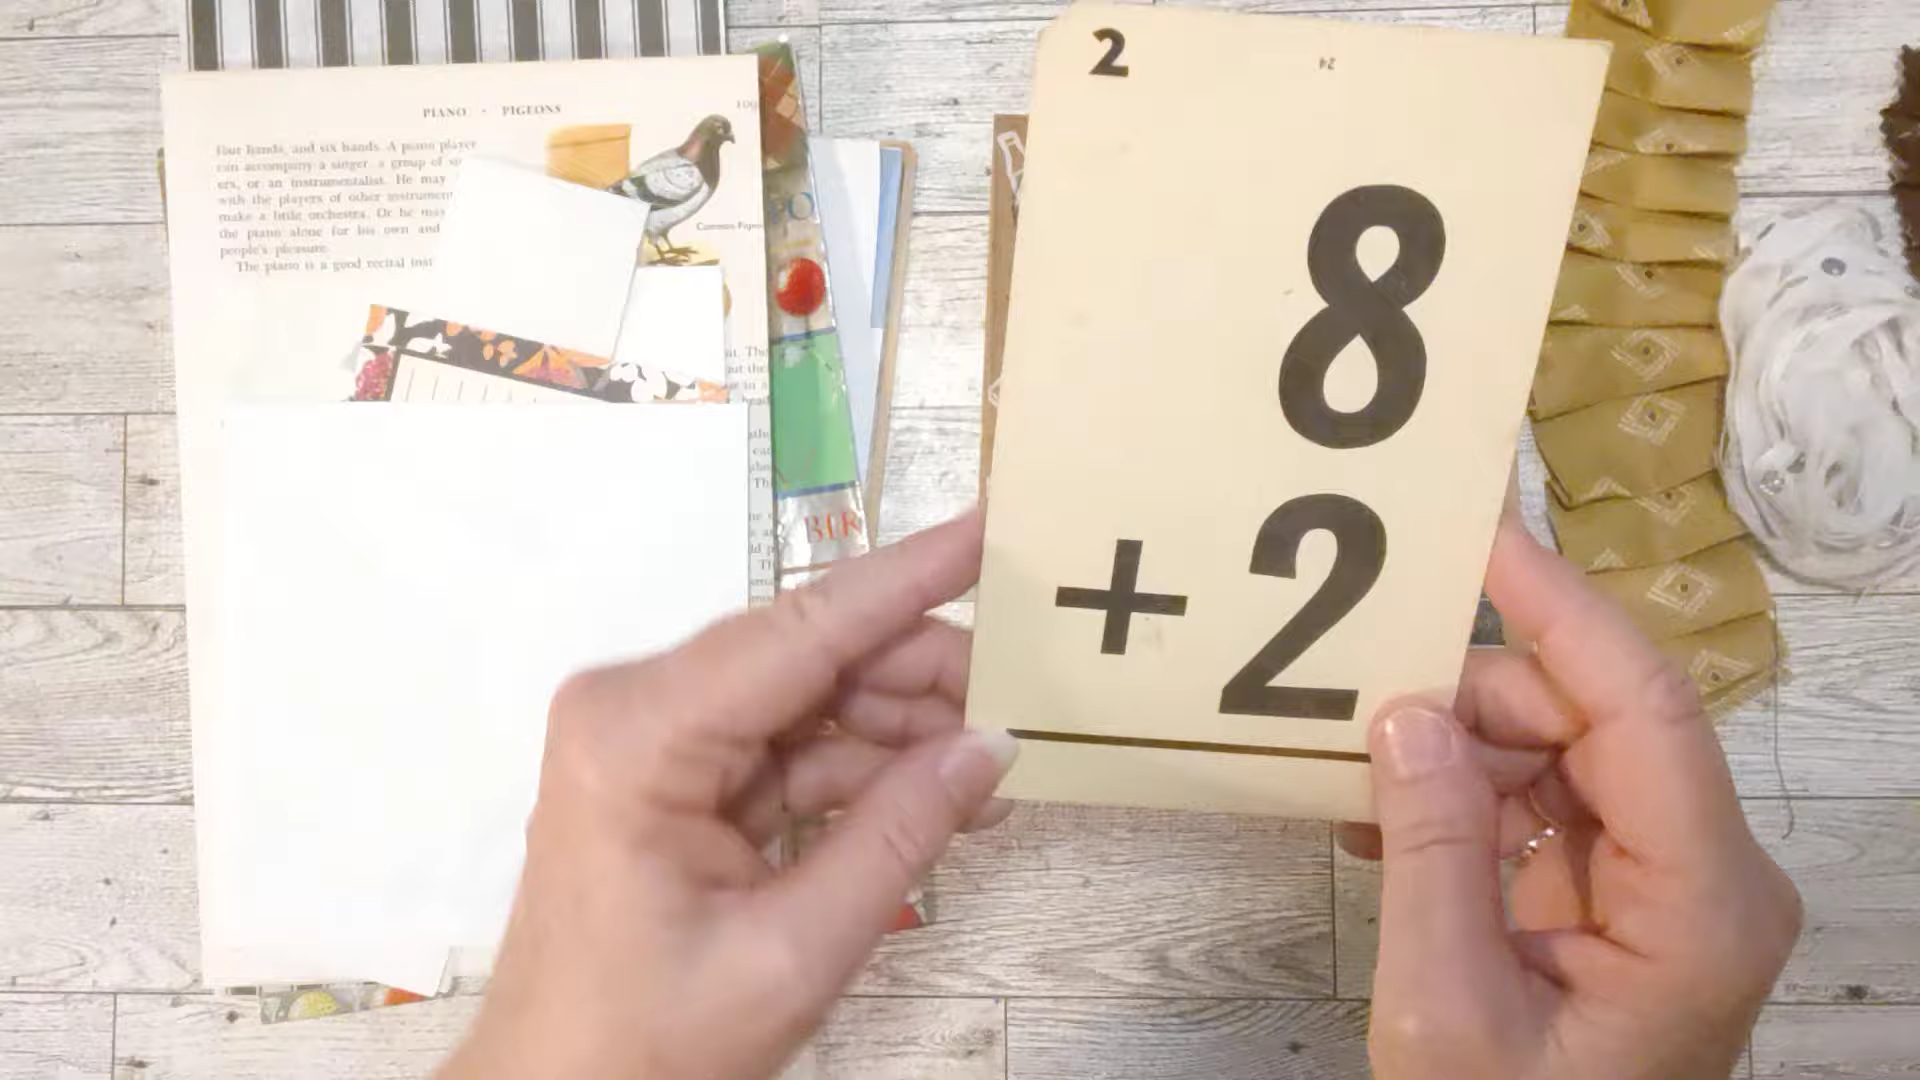 PIANO • PIGEONS
four hands, and six hands. A piano player
can accompany a singer, a group of
ers, or an instrumentalist. He may
with the players of other instrument
make a little orchestra. Or he may
the piano alone for his own and
people's pleasure.
The piano is a good recital inst
Common Pigeon
BIR
2
24
8
+2